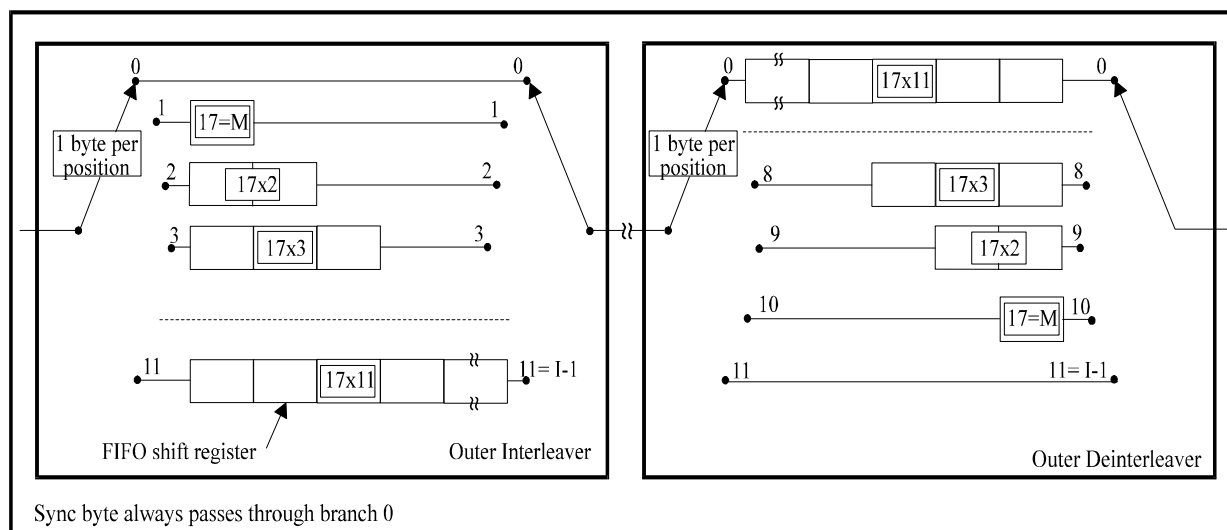 0
0
1
17=M
1
1 byte per
position
2
17x2
2
3
17x3
3
11
17x11
11= I-1
FIFO shift register
Outer Interleaver
0
17x11
0
1 byte per
position
8
17x3
8
9
17x2
9
10
17=M
10
11
11= I-1
Outer Deinterleaver
Sync byte always passes through branch 0